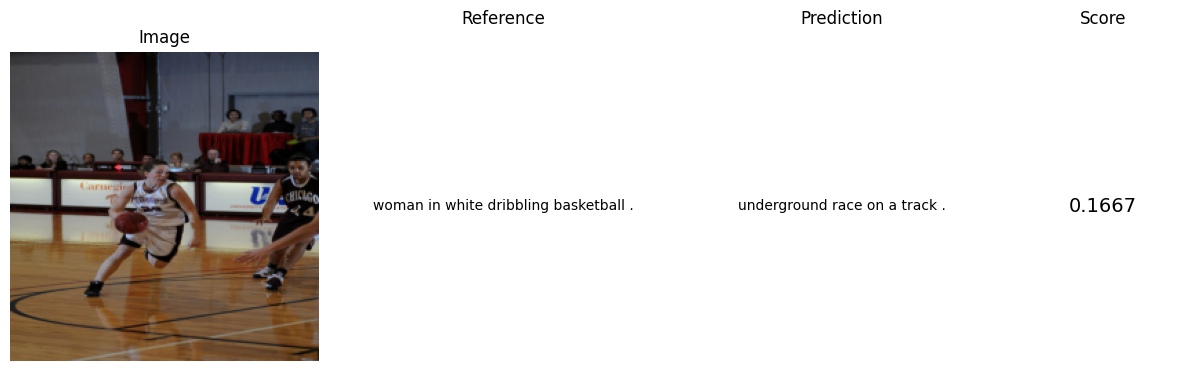 Reference
Prediction
Score
Image
woman in white dribbling basketball .
underground race on a track .
0.1667
Carnegie
CHICAGO
24